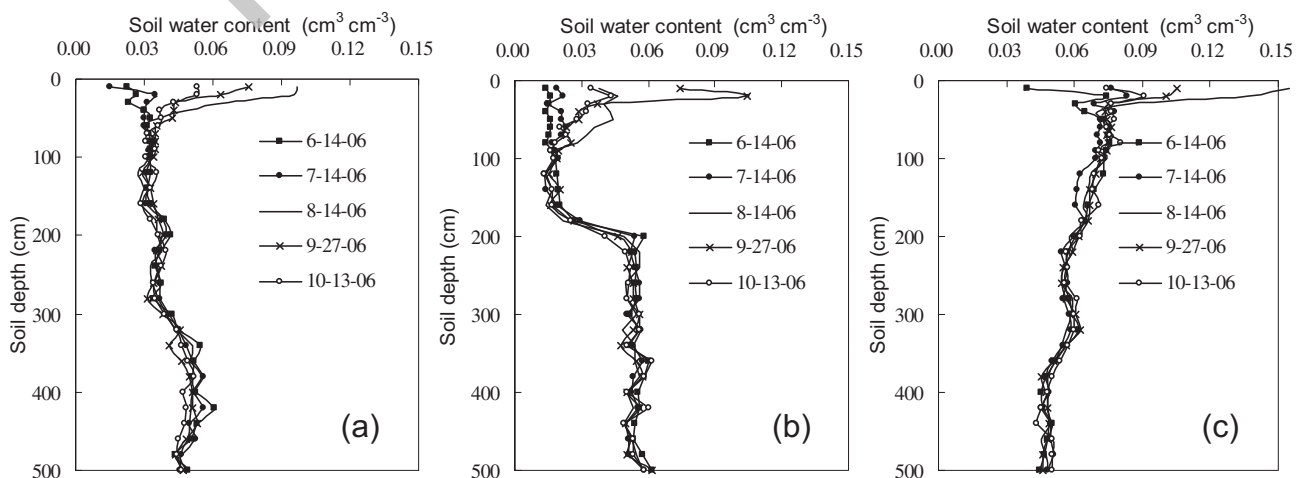 Soil water content (cm³ cm⁻³)
0.00 0.03 0.06 0.09 0.15
Soil depth (cm)
0
100
200
300
400
500
6-14-06
7-14-06
8-14-06
9-27-06
10-13-06
(a)
Soil water content (cm³ cm⁻³)
0.00 0.03 0.06 0.09 0.15
Soil depth (cm)
0
100
200
300
400
500
6-14-06
7-14-06
8-14-06
9-27-06
10-13-06
(b)
Soil water content (cm³ cm⁻³)
0.00 0.03 0.06 0.09 0.15
Soil depth (cm)
0
100
200
300
400
500
6-14-06
7-14-06
8-14-06
9-27-06
10-13-06
(c)